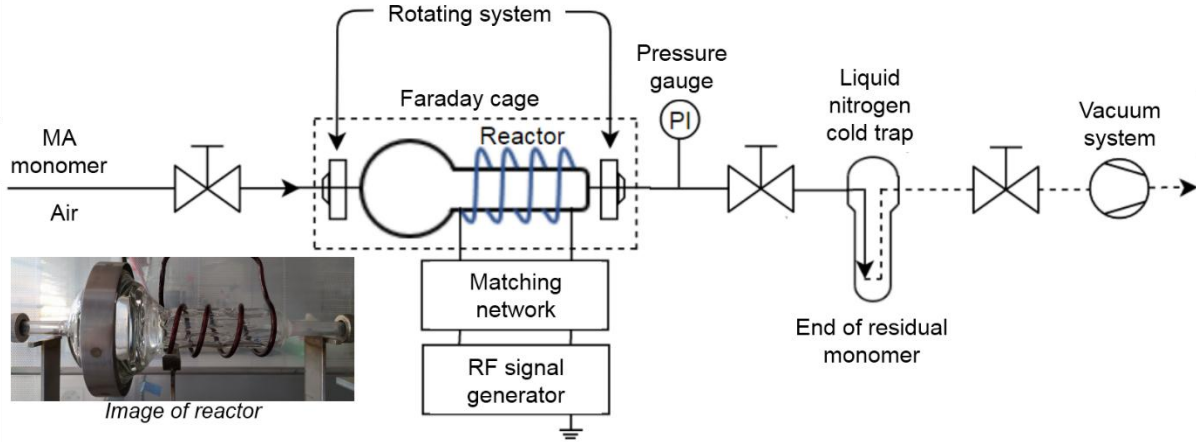 Rotating system
Pressure
gauge
Liquid
nitrogen
cold trap
Vacuum
system
Faraday cage
MA
monomer
Air
Reactor
PI
Matching
network
RF signal
generator
End of residual
monomer
Image of reactor